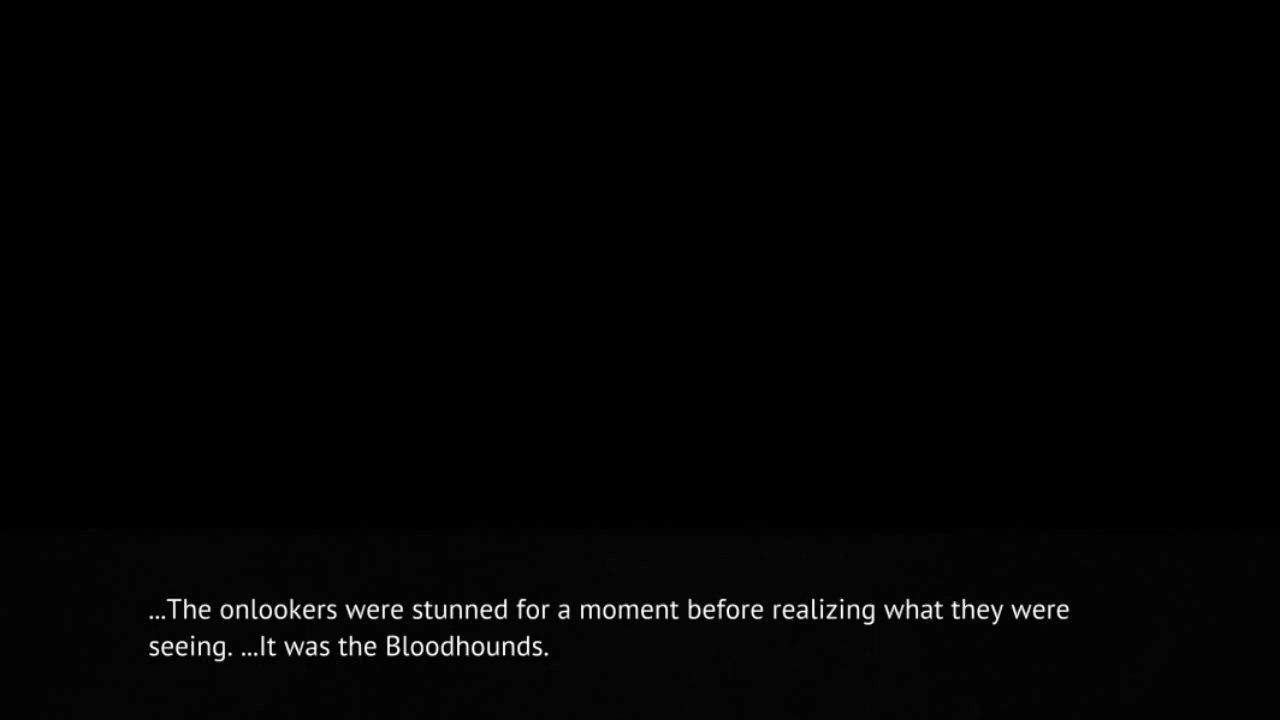 ...The onlookers were stunned for a moment before realizing what they were
seeing. ...It was the Bloodhounds.